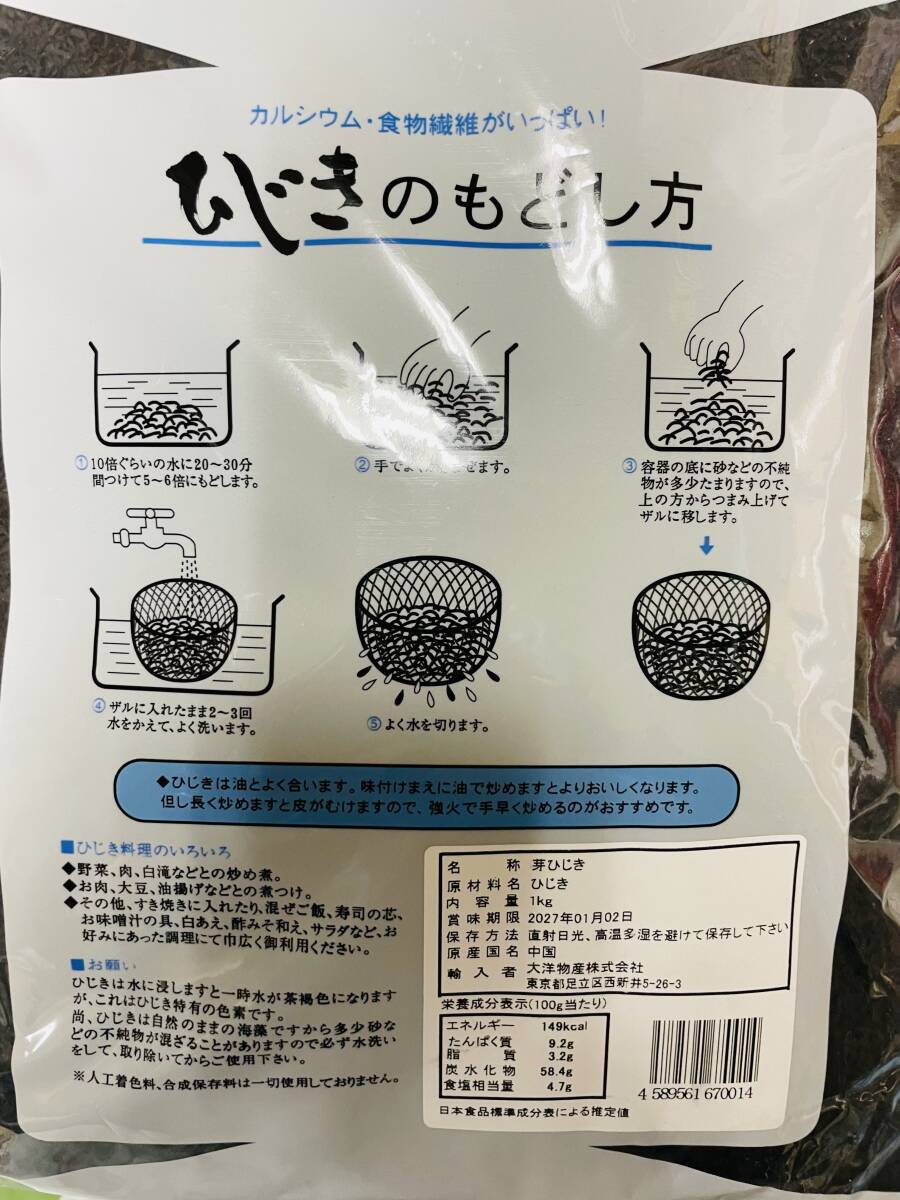 カルシウム・食物繊維がいっぱい!
ひじきのもどし方
①10倍ぐらいの水に20〜30分
間つけて5〜6倍にもどします。
②手でよく
せます。
③容器の底に砂などの不純
物が多少たまりますので、
上の方からつまみ上げて
ザルに移します。
④ザルに入れたまま2〜3回
水をかえて、よく洗います。
⑤よく水を切ります。
◆ひじきは油とよく合います。味付けまえに油で炒めますとよりおいしくなります。
但し長く炒めますと皮がむけますので、強火で手早く炒めるのがおすすめです。
■ひじき料理のいろいろ
◆野菜、肉、白滝などとの炒め煮。
◆お肉、大豆、油揚げなどとの煮つけ。
◆その他、すき焼きに入れたり、混ぜご飯、寿司の芯、
お味噌汁の具、白あえ、酢みそ和え、サラダなど、お
好みにあった調理にて巾広く御利用ください。
■お願い
ひじきは水に浸しますと一時水が茶褐色になります
が、これはひじき特有の色素です。
尚、ひじきは自然のままの海藻ですから多少砂な
どの不純物が混ざることがありますので必ず水洗い
をして、取り除いてからご使用下さい。
※人工着色料、合成保存料は一切使用しておりません。
名称 芽ひじき
原材料名 ひじき
内容量 1kg
賞味期限 2027年01月02日
保存方法 直射日光、高温多湿を避けて保存して下さい
原産国名 中国
輸入者 大洋物産株式会社
東京都足立区西新井5-26-3
栄養成分表示(100g当たり)
エネルギー 149kcal
たんぱく質 9.2g
脂質 3.2g
炭水化物 58.4g
食塩相当量 4.7g
日本食品標準成分表による推定値
4 589561 670014